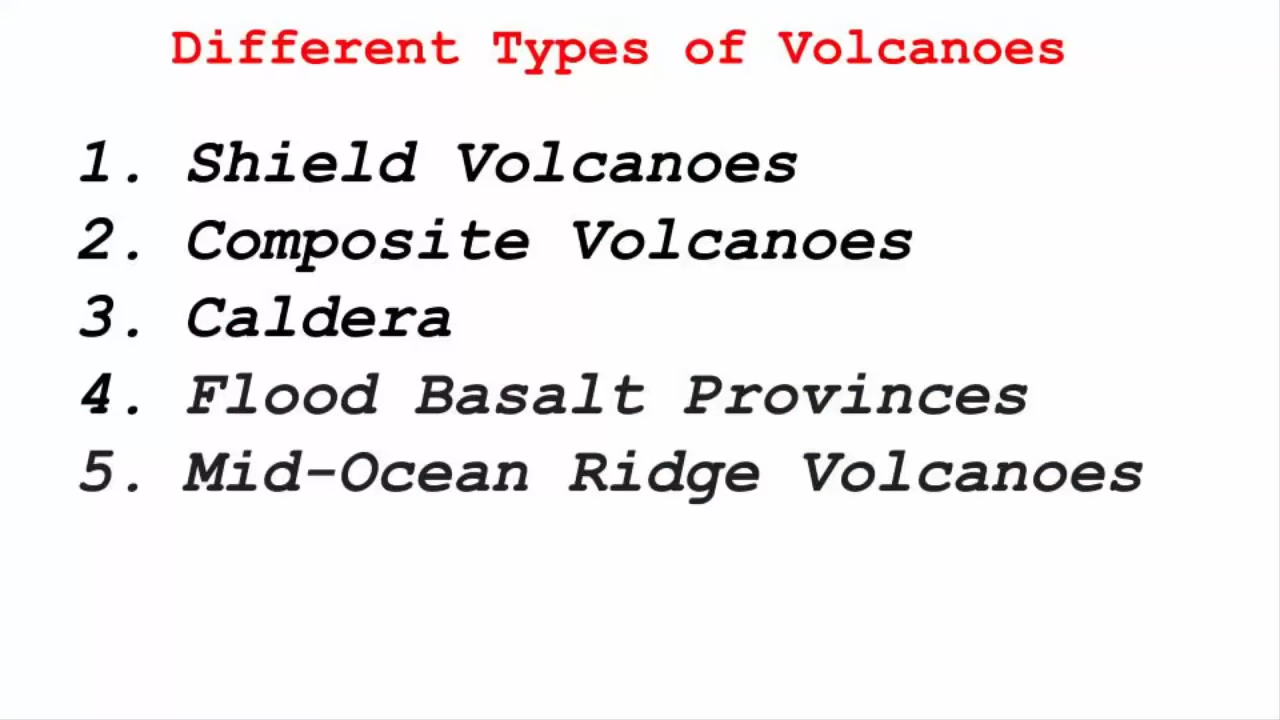 Different Types of Volcanoes
1. Shield Volcanoes
2. Composite Volcanoes
3. Caldera
4. Flood Basalt Provinces
5. Mid-Ocean Ridge Volcanoes